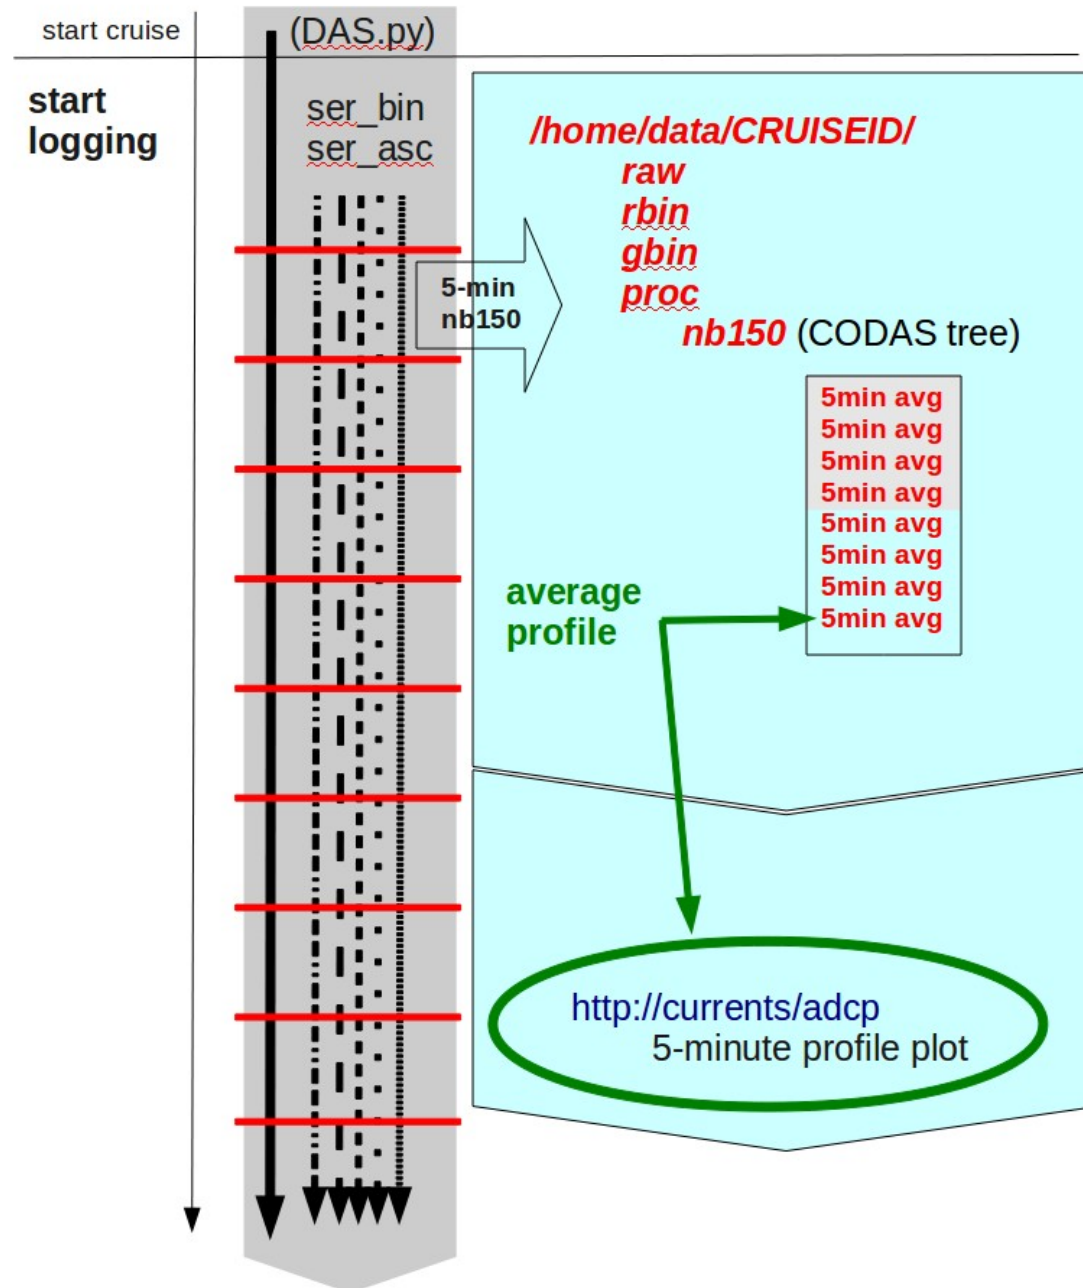 start cruise
(DAS.py)
start
logging
ser_bin
ser_asc
/home/data/CRUISEID/
raw
rbin
gbin
proc
nb150 (CODAS tree)
5-min
nb150
5min avg
5min avg
5min avg
5min avg
5min avg
5min avg
5min avg
5min avg
average
profile
http://currents/adcp
5-minute profile plot